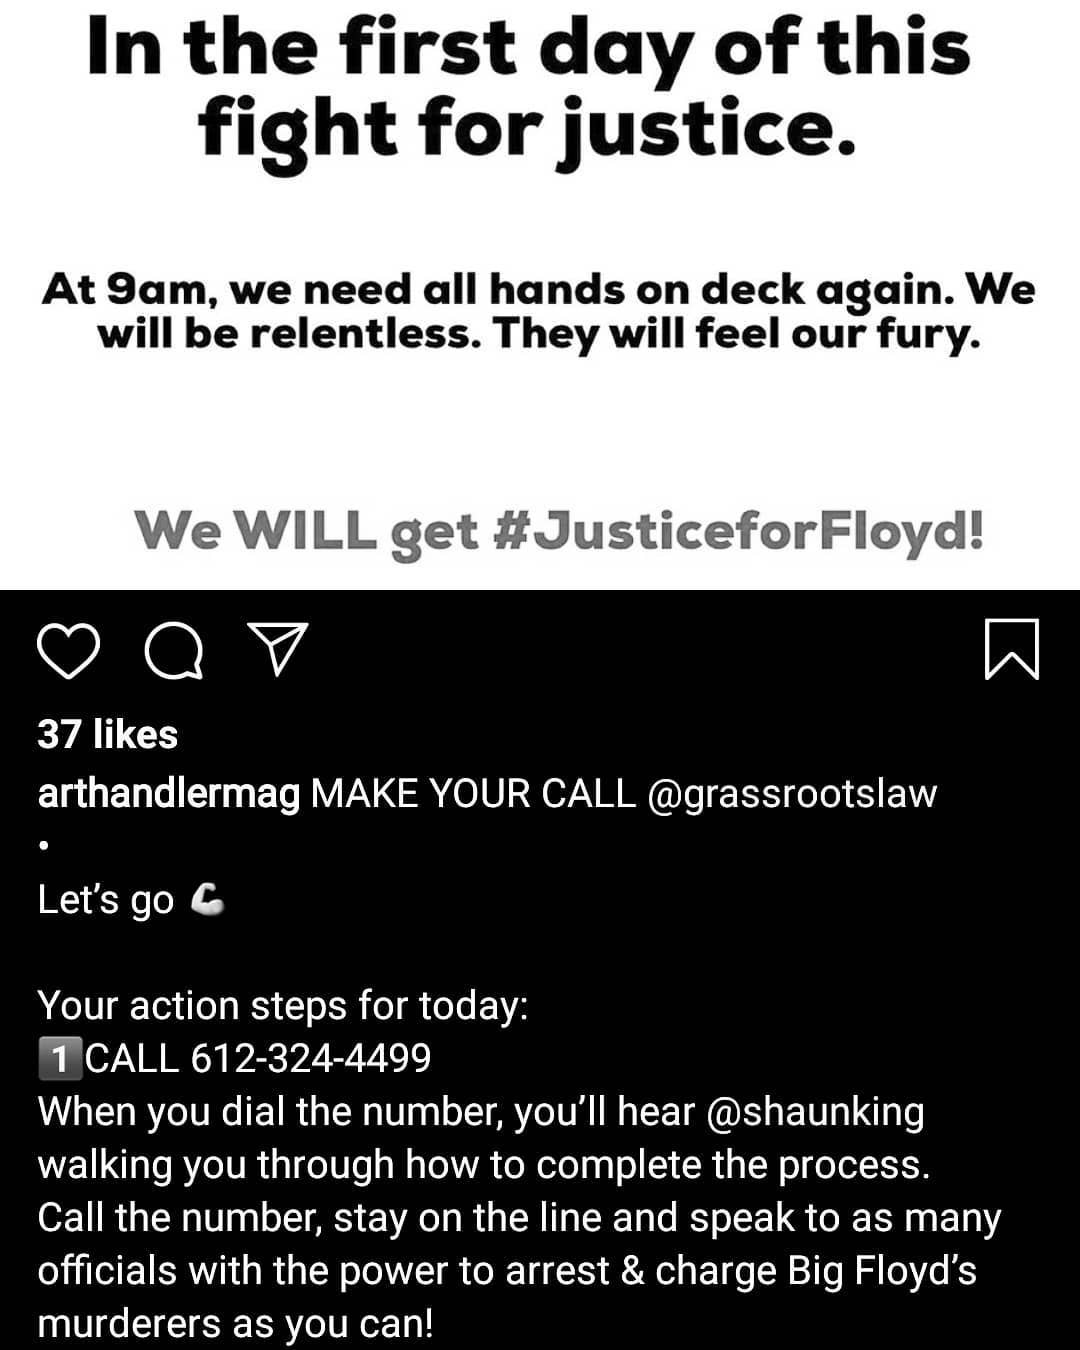 In the first day of this
fight for justice.
At 9am, we need all hands on deck again. We
will be relentless. They will feel our fury.
We WILL get #JusticeforFloyd!
37 likes
arthandlermag MAKE YOUR CALL @grassrootslaw
•
Let’s go 💪
Your action steps for today:
1️⃣CALL 612-324-4499
When you dial the number, you’ll hear @shaunking
walking you through how to complete the process.
Call the number, stay on the line and speak to as many
officials with the power to arrest & charge Big Floyd’s
murderers as you can!